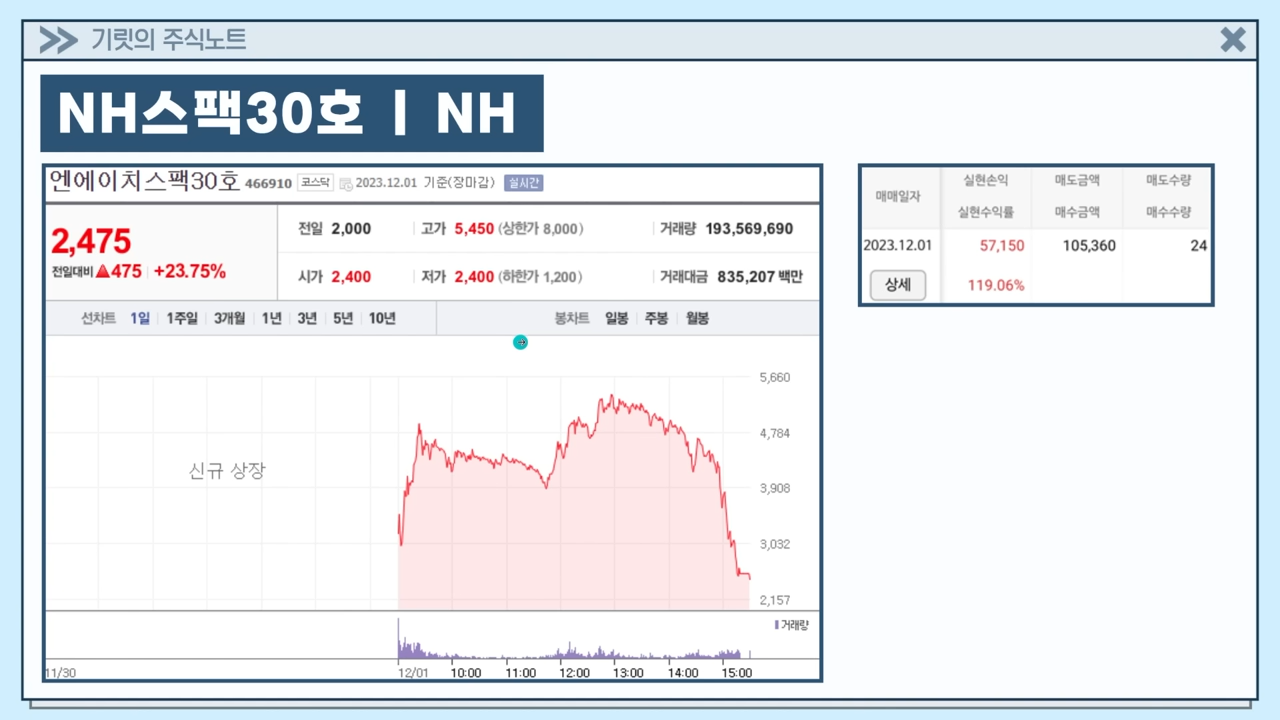 기릿의 주식노트
NH스팩30호 | NH
엔에이치스팩30호 466910 코스닥 2023.12.01 기준(장마감) 실시간
2,475
전일대비 ▲475 +23.75%
전일 2,000 고가 5,450 (상한가 8,000) 거래량 193,569,690
시가 2,400 저가 2,400 (하한가 1,200) 거래대금 835,207 백만
선차트 1일 1주일 3개월 1년 3년 5년 10년 봉차트 일봉 주봉 월봉
5,660
4,784
신규 상장
3,908
3,032
2,157
거래량
11/30 12/01 10:00 11:00 12:00 13:00 14:00 15:00
매매일자 실현손익 매도금액 매도수량
실현수익률 매수금액 매수수량
2023.12.01 57,150 105,360 24
상세 119.06%